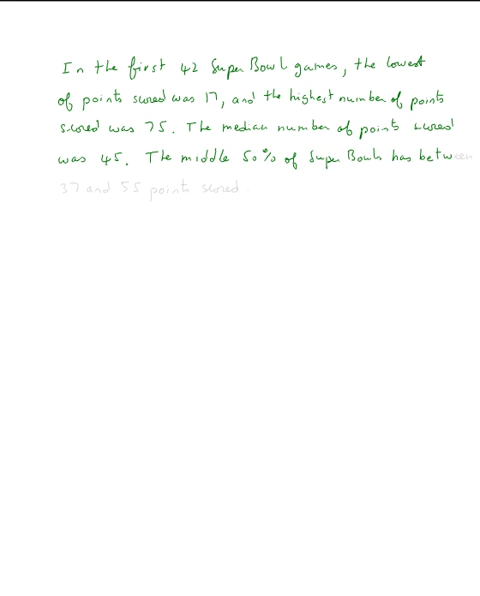 In the first 42 Super Bowl games, the lowest
of points scored was 17, and the highest number of points
scored was 75. The median number of points scored
was 45. The middle 50% of Super Bowls has between
37 and 55 points scored.